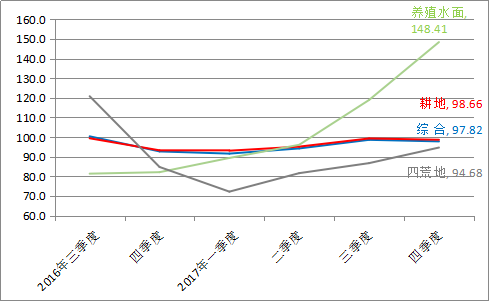 养殖水面,
148.41
160.0
150.0
140.0
130.0
120.0
110.0
100.0
90.0
80.0
70.0
60.0
耕地, 98.66
综 合, 97.82
四荒地, 94.68
2016年三季度
四季度
2017年一季度
二季度
三季度
四季度